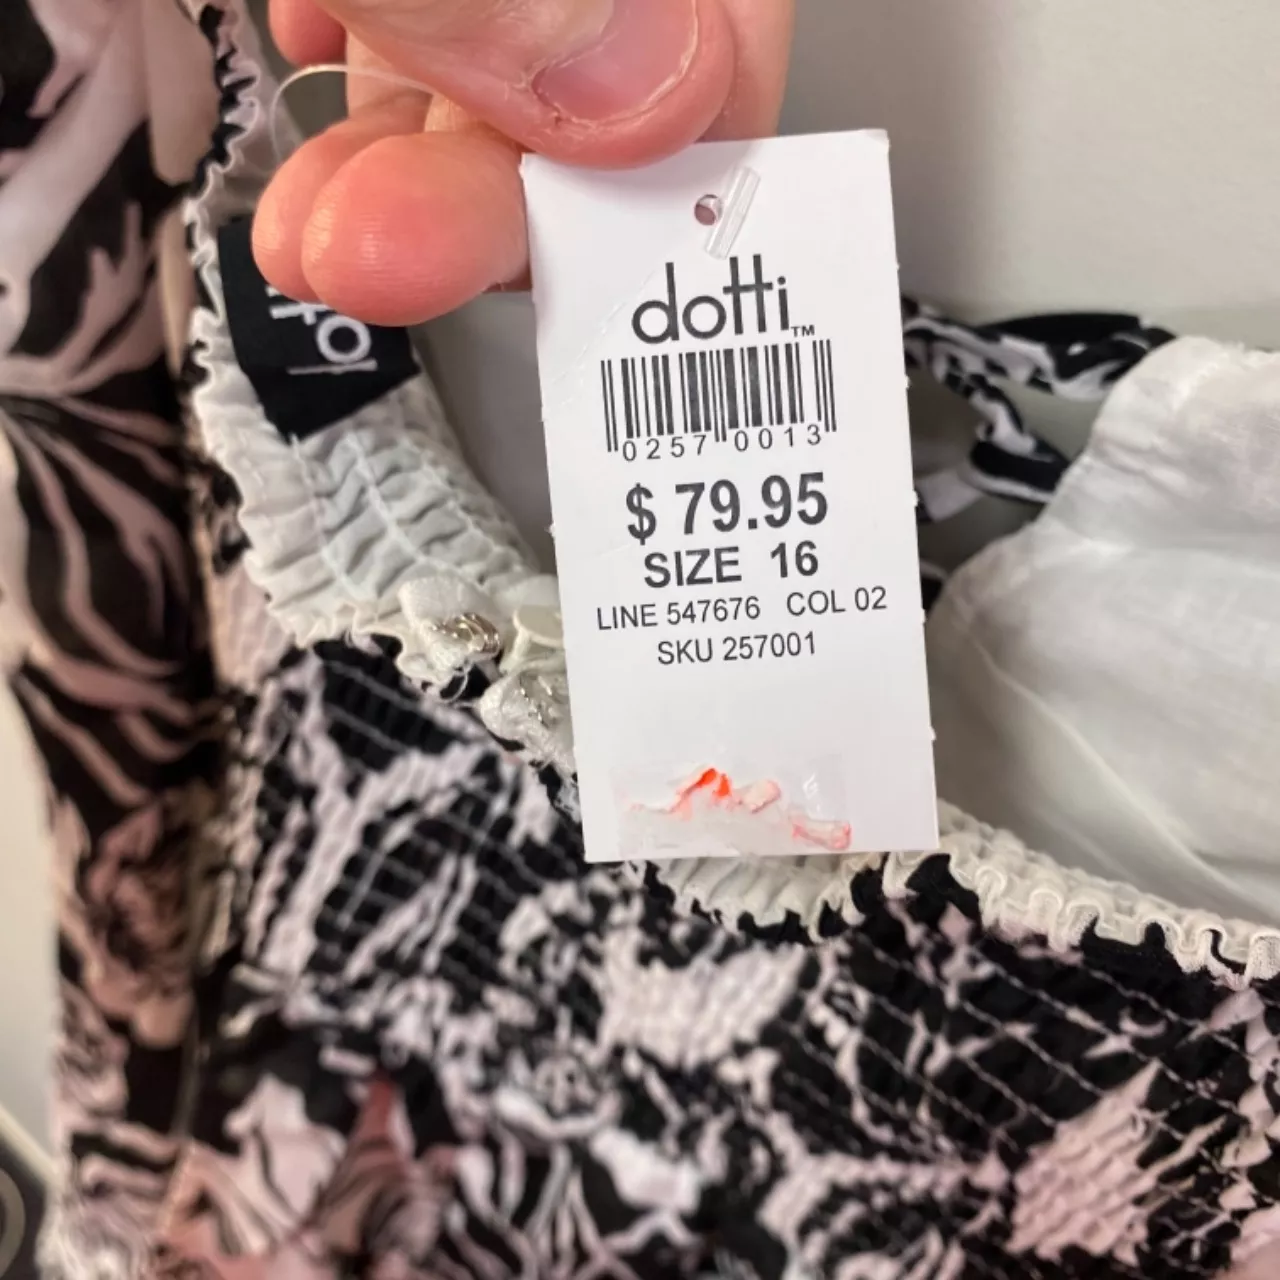 dotti™
0257 0013
$ 79.95
SIZE 16
LINE 547676 COL 02
SKU 257001